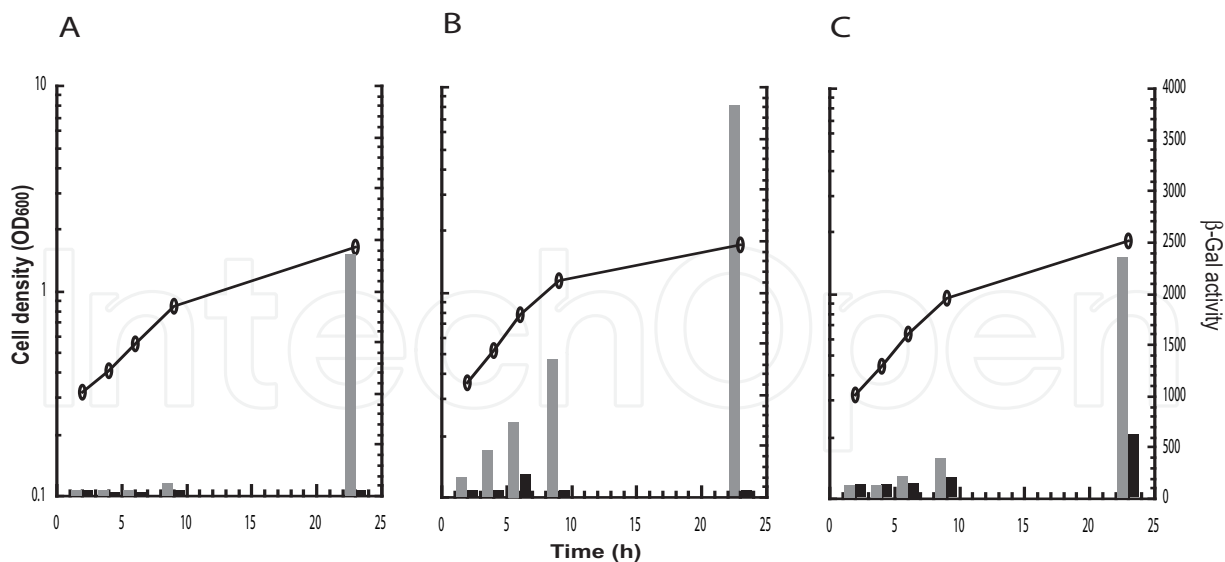 A
B
C
10
1
0.1
Cell density (OD600)
4000
3500
3000
2500
2000
1500
1000
500
0
β-Gal activity
0 5 10 15 20 25
0 5 10 15 20 25
0 5 10 15 20 25
Time (h)
IntechOpen